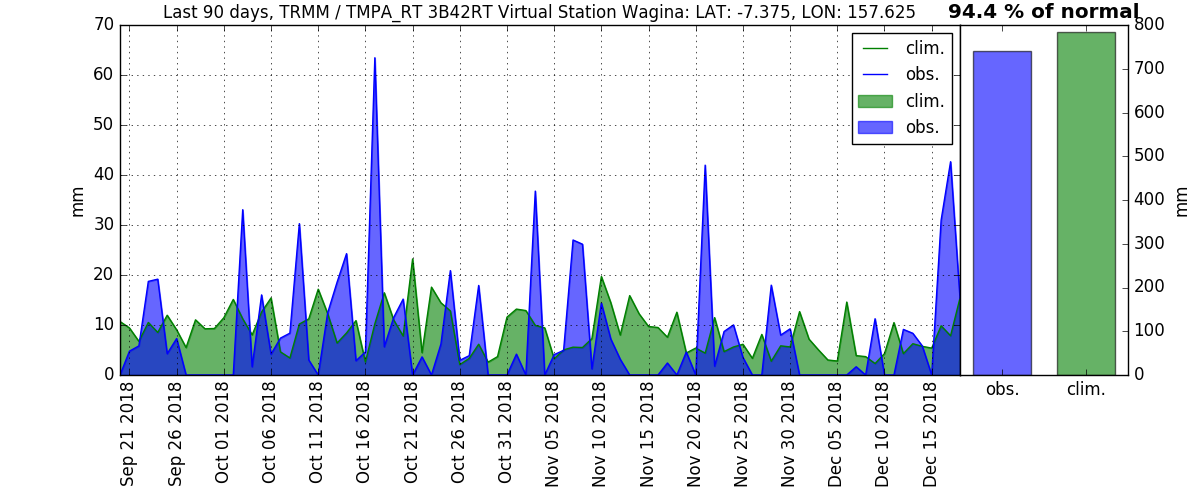 Last 90 days, TRMM / TMPA_RT 3B42RT Virtual Station Wagina: LAT: -7.375, LON: 157.625
94.4 % of normal
70
60
50
40
30
20
10
0
mm
clim.
obs.
clim.
obs.
800
700
600
500
400
300
200
100
0
mm
obs.
clim.
Sep 21 2018
Sep 26 2018
Oct 01 2018
Oct 06 2018
Oct 11 2018
Oct 16 2018
Oct 21 2018
Oct 26 2018
Oct 31 2018
Nov 05 2018
Nov 10 2018
Nov 15 2018
Nov 20 2018
Nov 25 2018
Nov 30 2018
Dec 05 2018
Dec 10 2018
Dec 15 2018